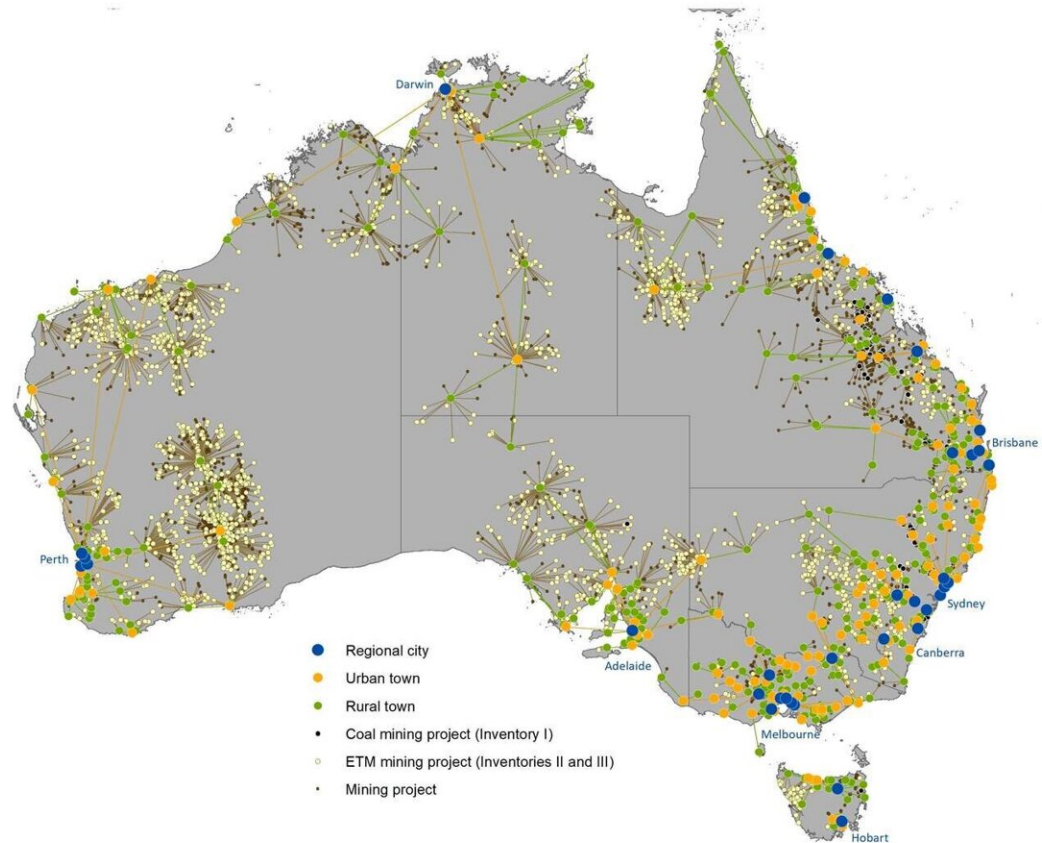 Darwin
Brisbane
Perth
Sydney
Canberra
Adelaide
Melbourne
Hobart
Regional city
Urban town
Rural town
Coal mining project (Inventory I)
ETM mining project (Inventories II and III)
Mining project